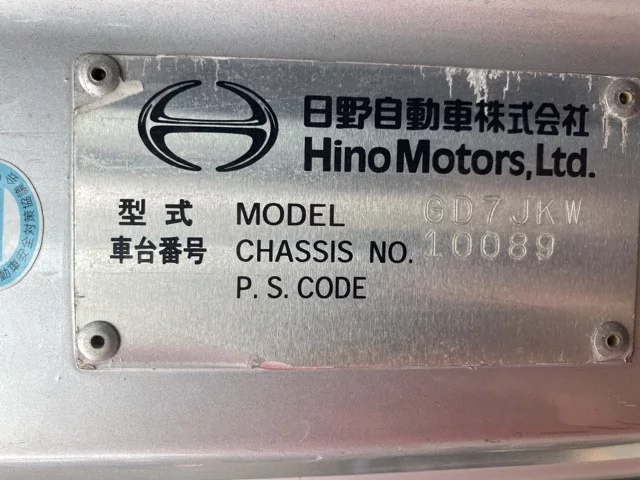 日野自動車株式会社
Hino Motors, Ltd.
型式 MODEL GD7JKW
車台番号 CHASSIS NO. 10089
P. S. CODE